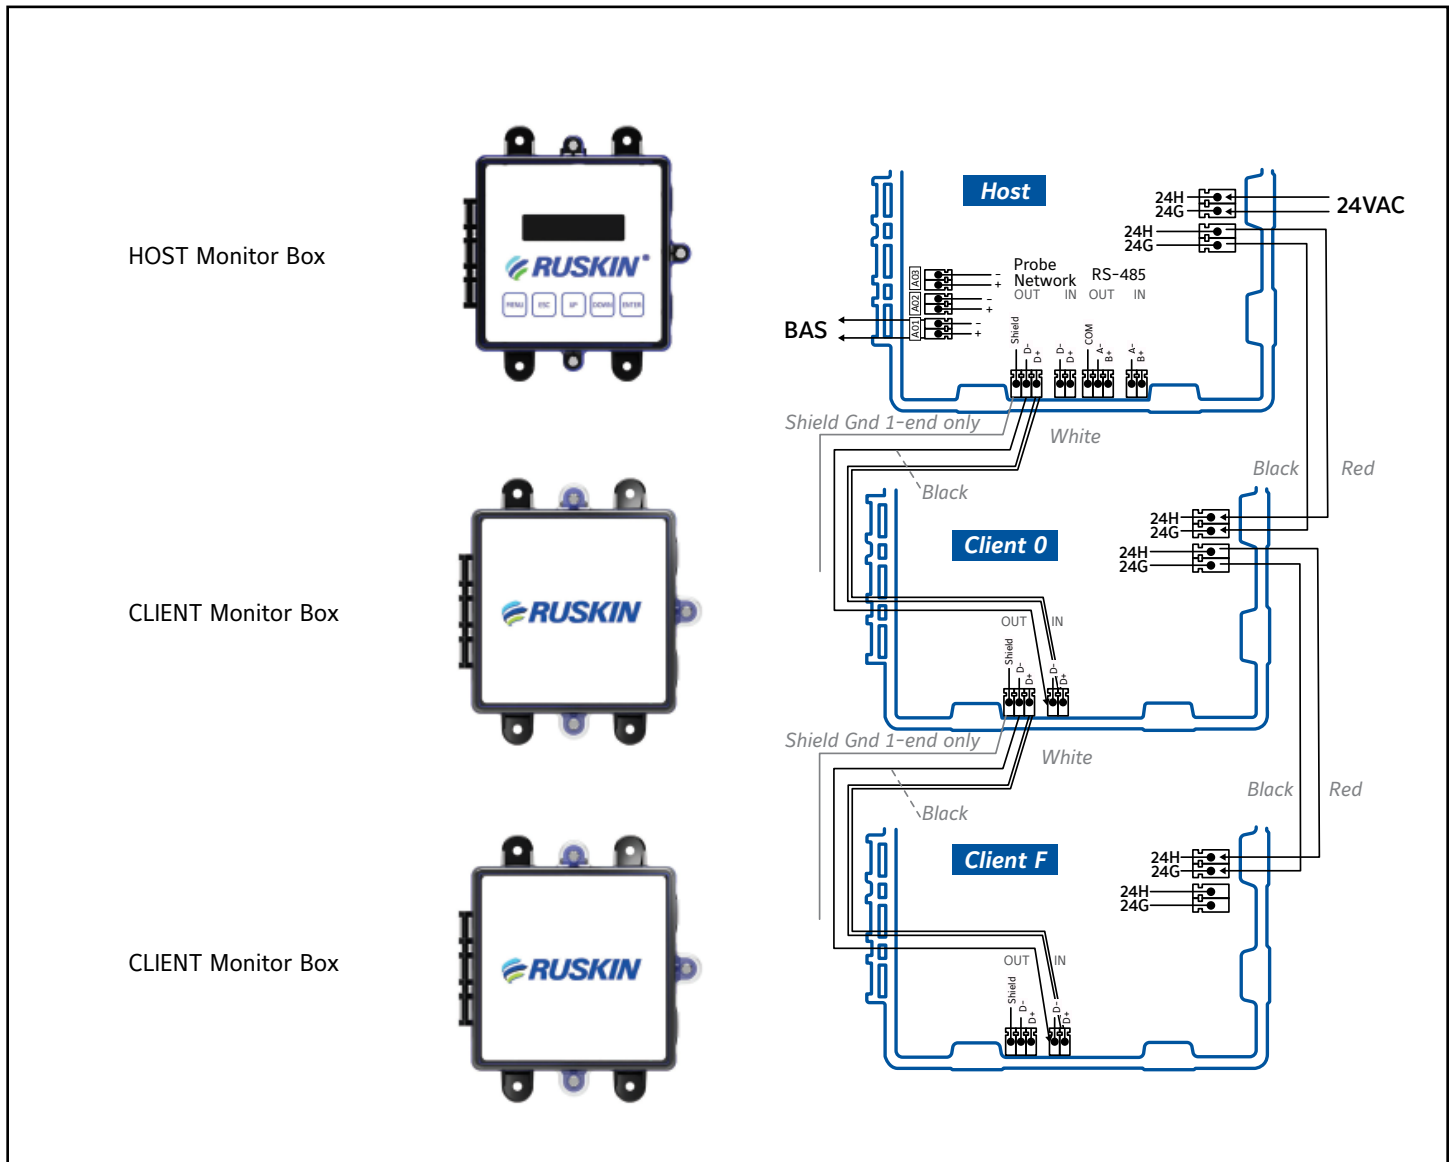 HOST Monitor Box
RUSKIN®
MENU ESC UP DOWN ENTER
Host
24H
24G
24VAC
24H
24G
Probe
Network
RS-485
OUT IN OUT IN
A03 - +
A02 - +
A01 - +
BAS
Shield D- D+
D- D+
COM A- B+
A- B+
Shield Gnd 1-end only
White
Black
Black Red
CLIENT Monitor Box
RUSKIN
Client 0
24H
24G
24H
24G
OUT IN
Shield D- D+
D- D+
Shield Gnd 1-end only
White
Black
Black Red
CLIENT Monitor Box
RUSKIN
Client F
24H
24G
24H
24G
OUT IN
Shield D- D+
D- D+